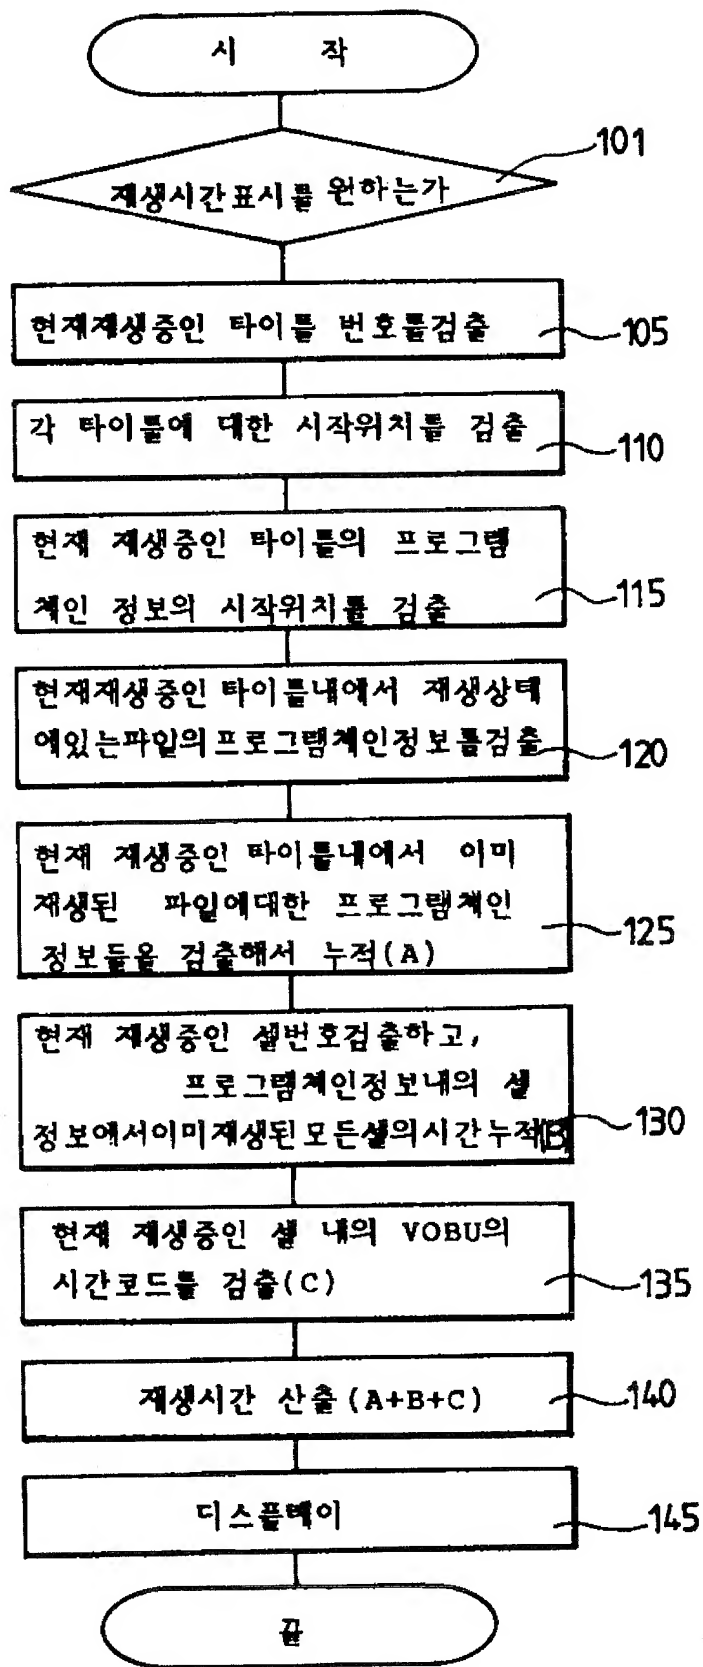 시 작
재생시간표시를 원하는가
101
현재재생중인 타이틀 번호를검출
105
각 타이틀에 대한 시작위치를 검출
110
현재 재생중인 타이틀의 프로그램
체인 정보의 시작위치를 검출
115
현재재생중인 타이틀내에서 재생상태
에있는파일의프로그램체인정보를검출
120
현재 재생중인 타이틀내에서 이미
재생된 파일에대한 프로그램체인
정보들을 검출해서 누적(A)
125
현재 재생중인 셀번호검출하고,
프로그램체인정보내의 셀
정보에서이미재생된모든셀의시간누적(B)
130
현재 재생중인 셀 내의 VOBU의
시간코드를 검출(C)
135
재생시간 산출(A+B+C)
140
디스플레이
145
끝